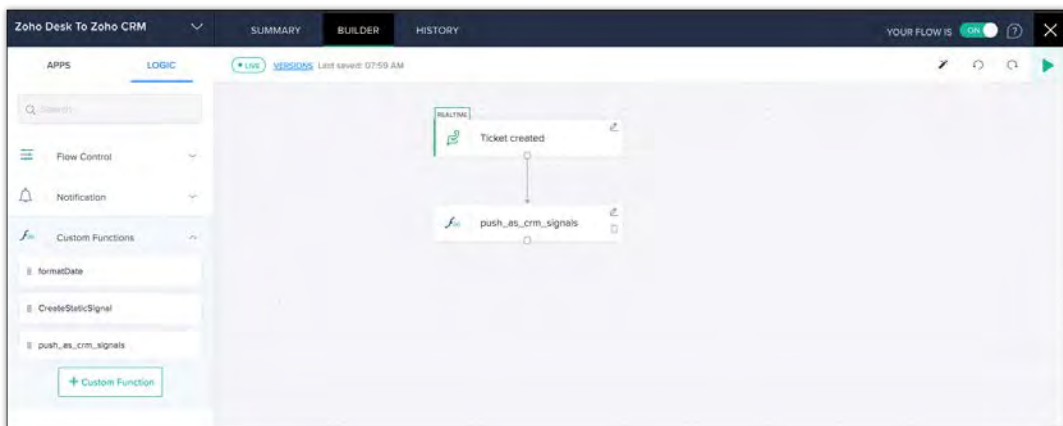 Zoho Desk To Zoho CRM
SUMMARY
BUILDER
HISTORY
YOUR FLOW IS ON ?
APPS
LOGIC
LIVE VERSIONS Last saved: 07:59 AM
Search
REALTIME
Ticket created
Flow Control
Notification
push_as_crm_signals
Custom Functions
formatDate
CreateStaticSignal
push_as_crm_signals
+ Custom Function